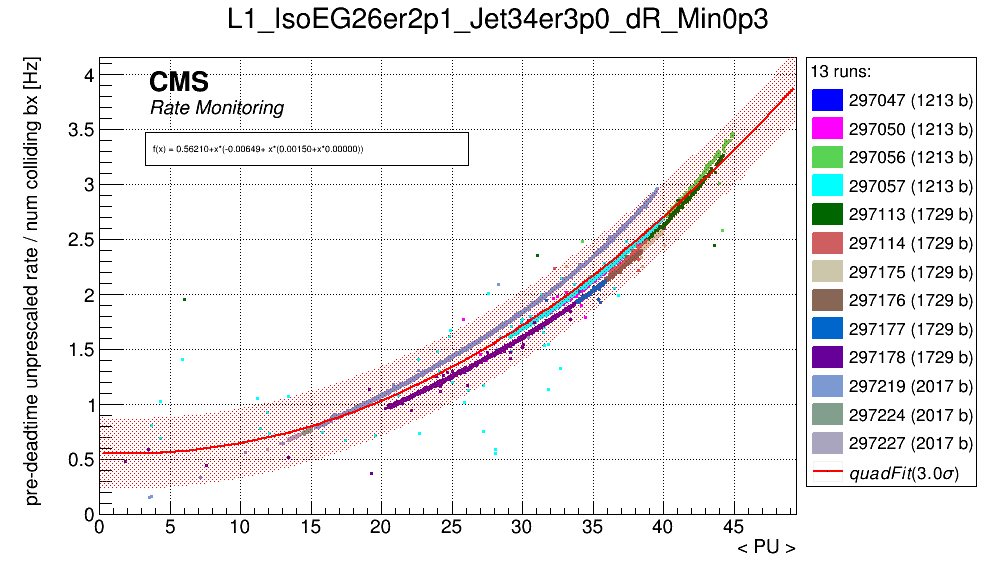 L1_IsoEG26er2p1_Jet34er3p0_dR_Min0p3
pre-deadtime unprescaled rate / num colliding bx [Hz]
CMS
Rate Monitoring
f(x) = 0.56210+x*(-0.00649+ x*(0.00150+x*0.00000))
4
3.5
3
2.5
2
1.5
1
0.5
0
0 5 10 15 20 25 30 35 40 45
< PU >
13 runs:
297047 (1213 b)
297050 (1213 b)
297056 (1213 b)
297057 (1213 b)
297113 (1729 b)
297114 (1729 b)
297175 (1729 b)
297176 (1729 b)
297177 (1729 b)
297178 (1729 b)
297219 (2017 b)
297224 (2017 b)
297227 (2017 b)
quadFit(3.0σ)